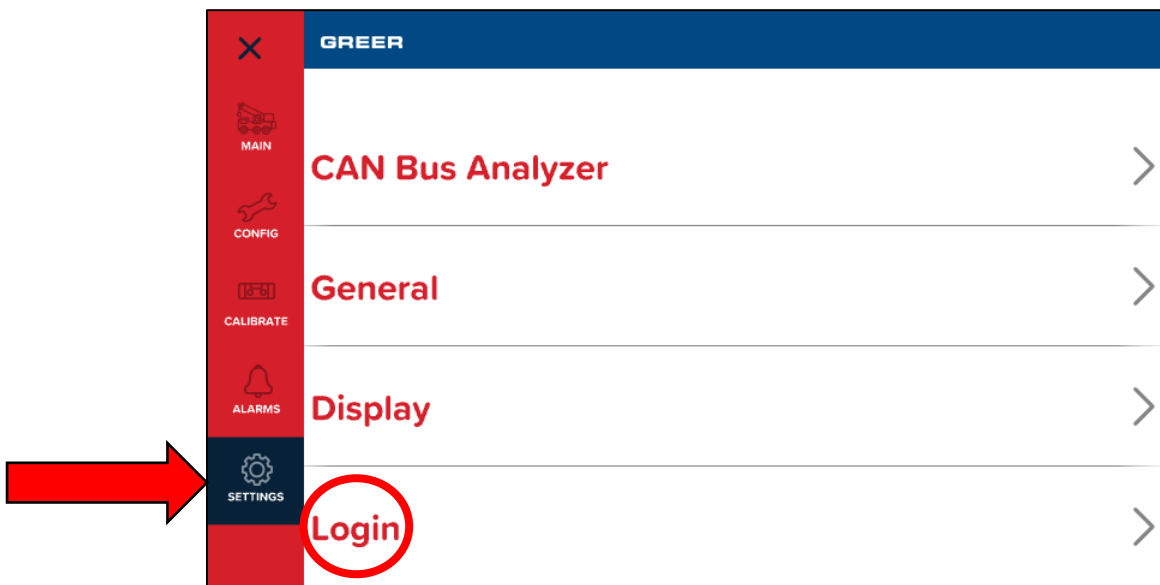 GREER
MAIN
CONFIG
CALIBRATE
ALARMS
SETTINGS
CAN Bus Analyzer
General
Display
Login